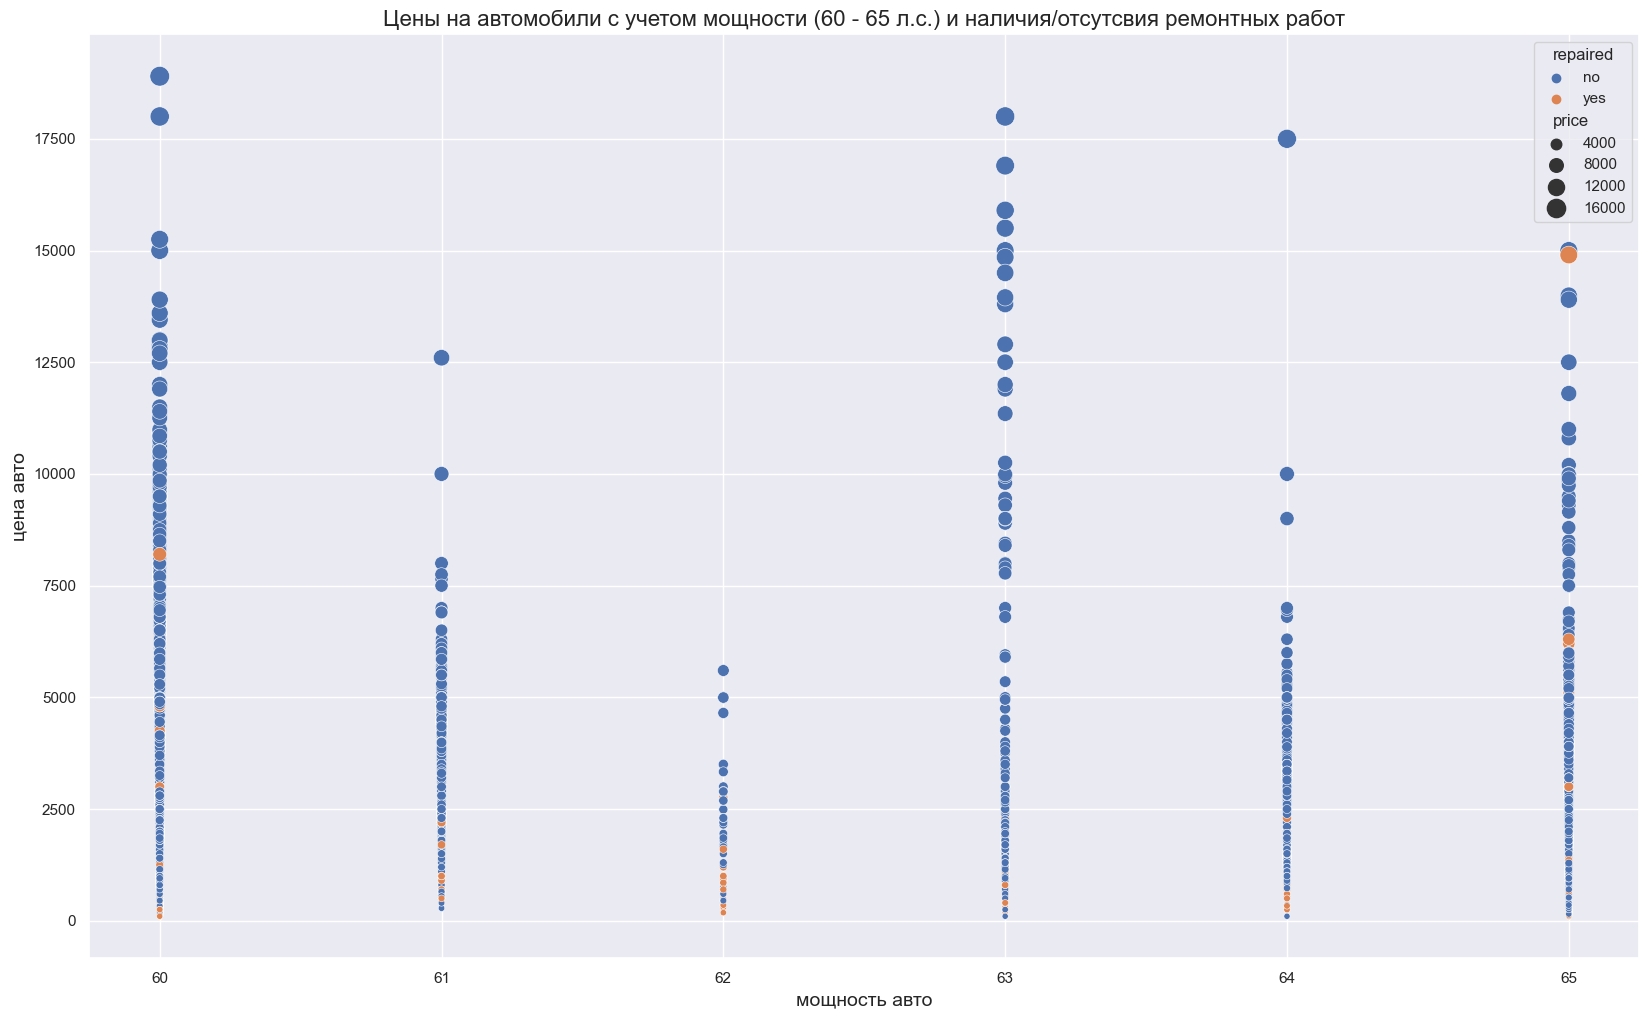 Цены на автомобили с учетом мощности (60 - 65 л.с.) и наличия/отсутсвия ремонтных работ
repaired
no
yes
price
4000
8000
12000
16000
цена авто
17500
15000
12500
10000
7500
5000
2500
0
60 61 62 63 64 65
мощность авто